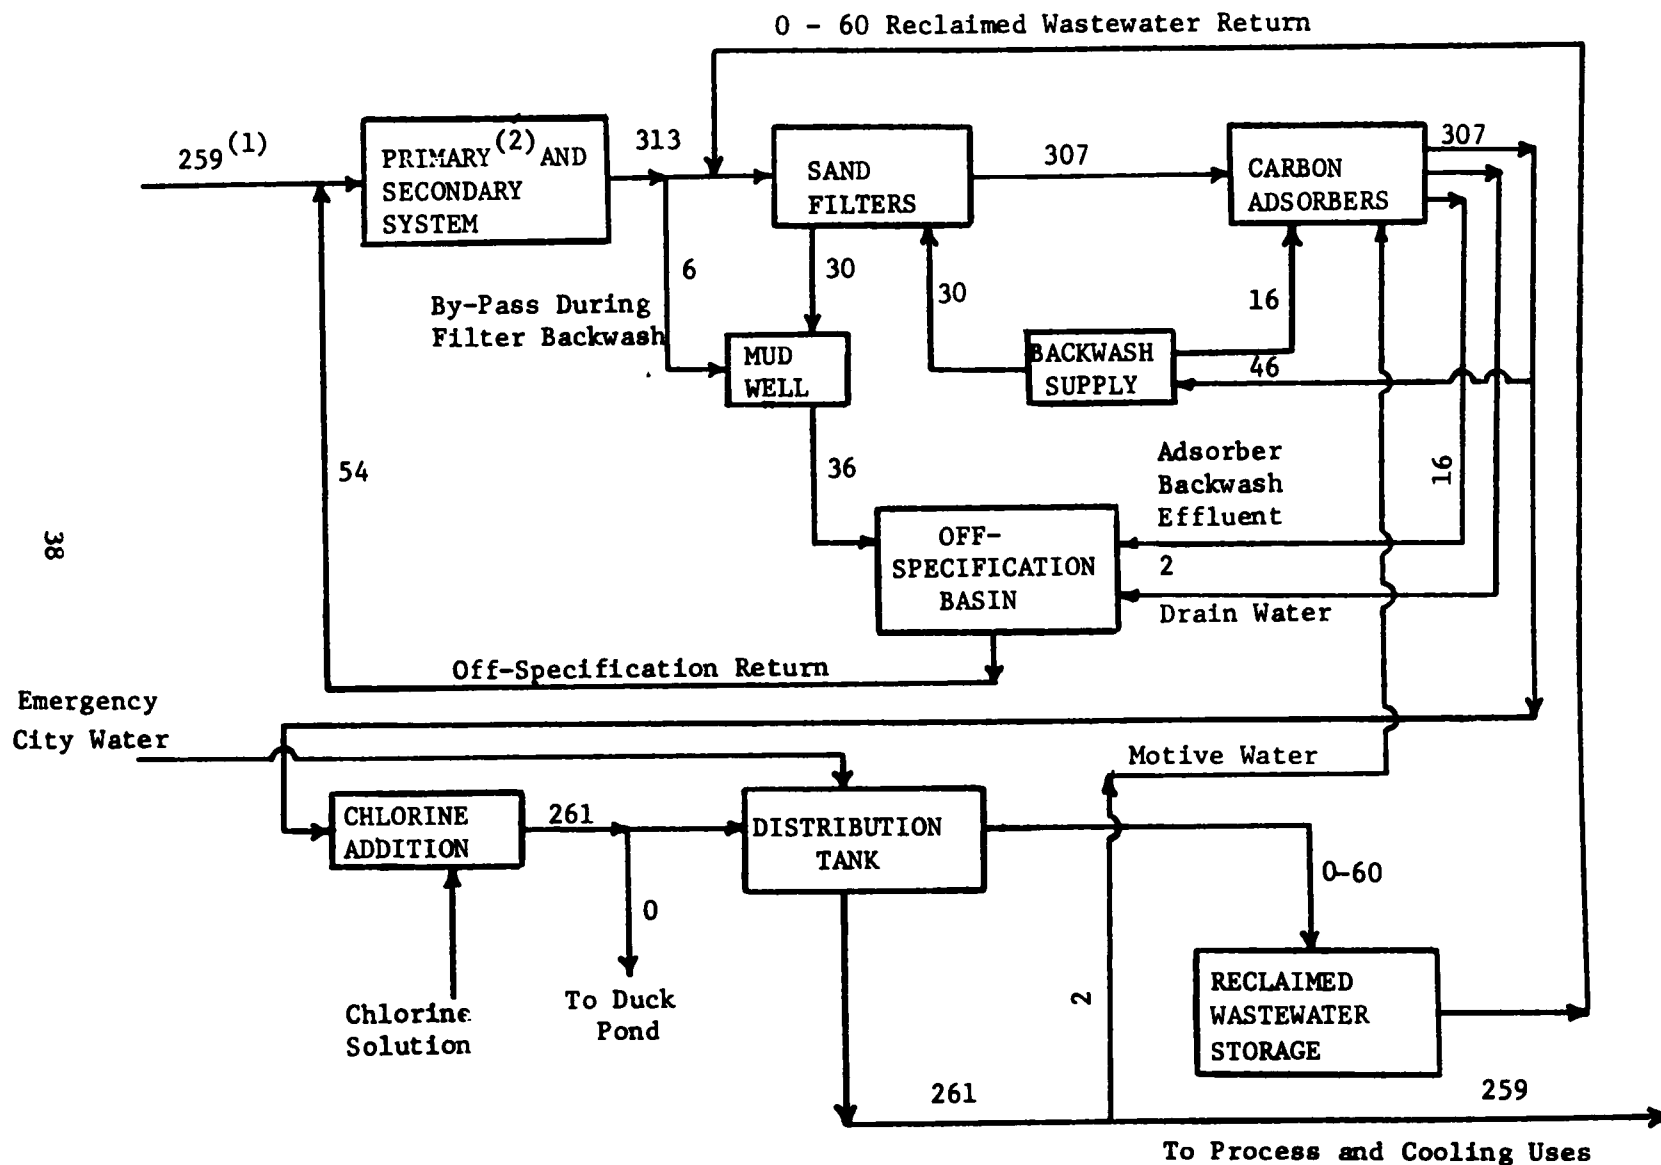 0 - 60 Reclaimed Wastewater Return
259(1)
PRIMARY(2) AND
SECONDARY
SYSTEM
313
SAND
FILTERS
307
CARBON
ADSORBERS
307
6
By-Pass During
Filter Backwash
30
30
16
MUD
WELL
BACKWASH
SUPPLY
46
54
36
Adsorber
Backwash
Effluent
16
38
OFF-
SPECIFICATION
BASIN
2
Drain Water
Off-Specification Return
Emergency
City Water
Motive Water
CHLORINE
ADDITION
261
DISTRIBUTION
TANK
0-60
0
Chlorine
Solution
To Duck
Pond
2
RECLAIMED
WASTEWATER
STORAGE
261
259
To Process and Cooling Uses